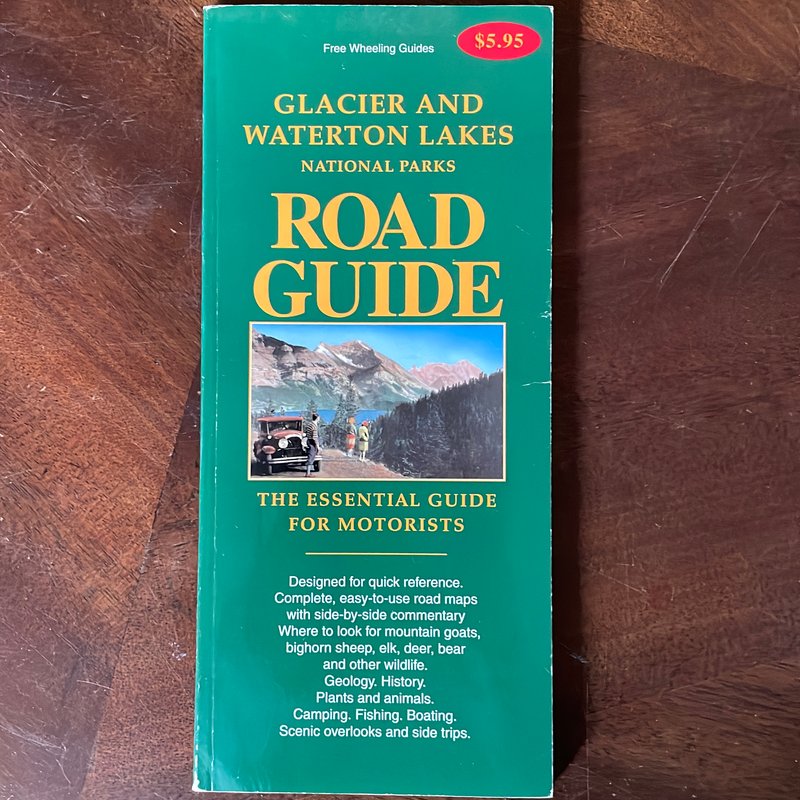 Free Wheeling Guides
$5.95
GLACIER AND
WATERTON LAKES
NATIONAL PARKS
ROAD
GUIDE
THE ESSENTIAL GUIDE
FOR MOTORISTS
Designed for quick reference.
Complete, easy-to-use road maps
with side-by-side commentary
Where to look for mountain goats,
bighorn sheep, elk, deer, bear
and other wildlife.
Geology. History.
Plants and animals.
Camping. Fishing. Boating.
Scenic overlooks and side trips.